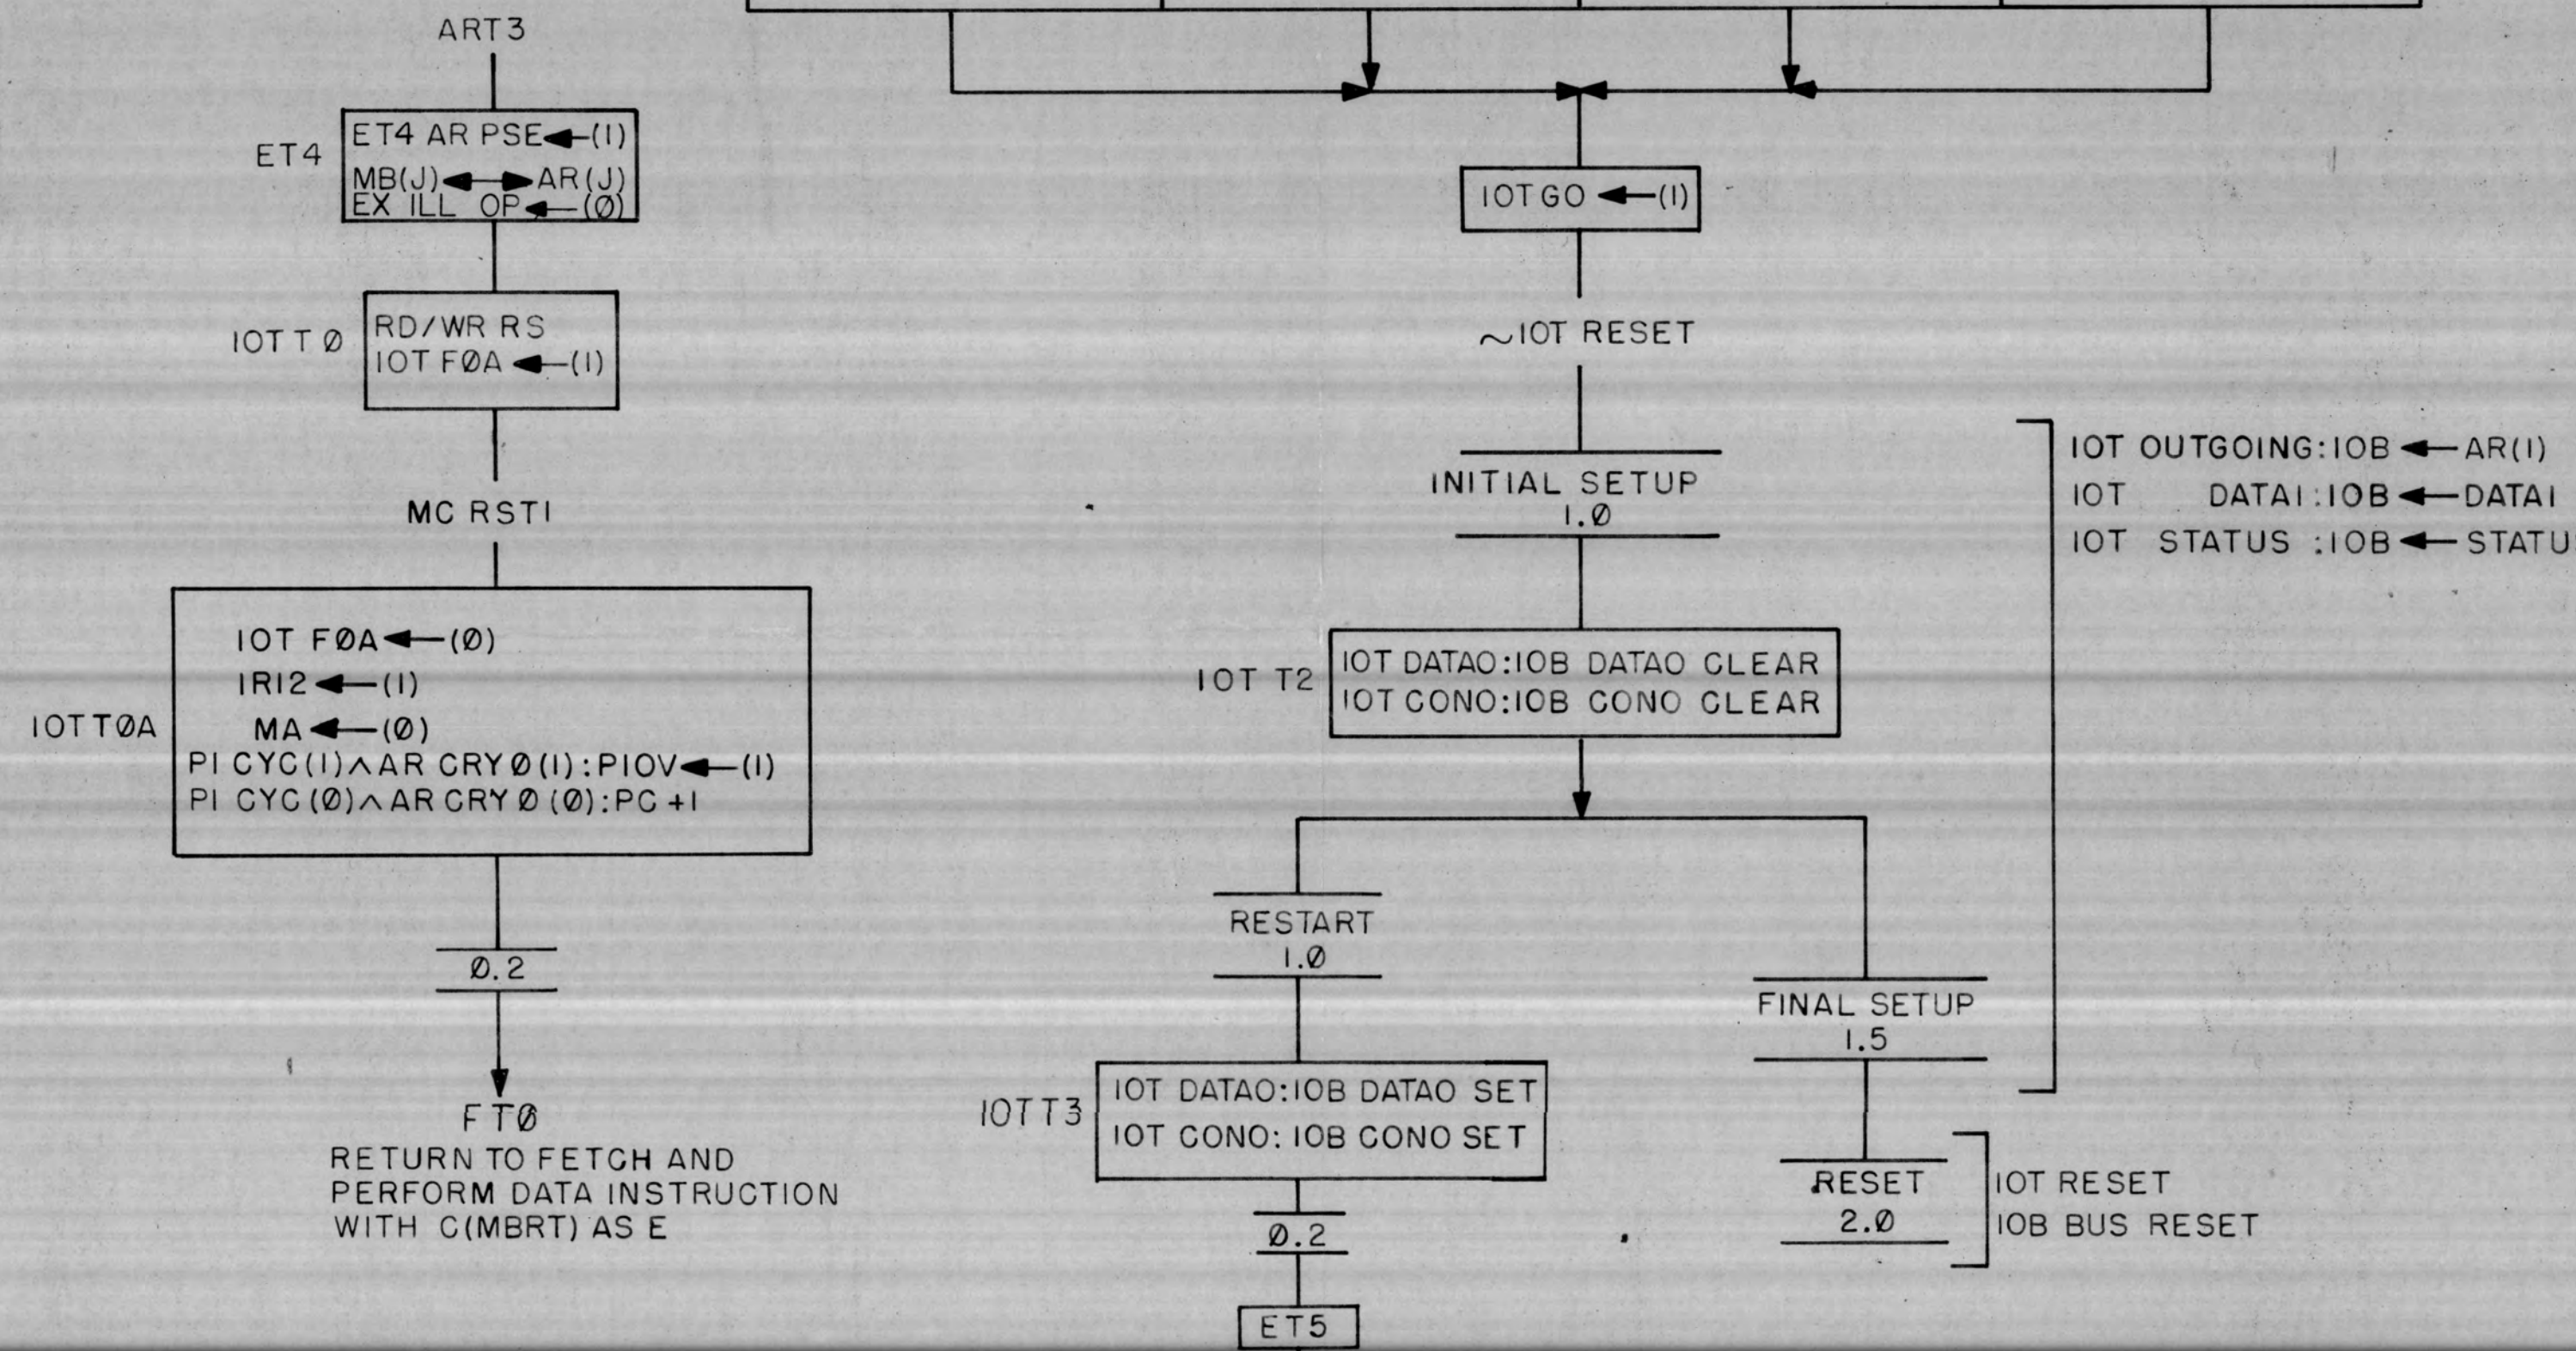 ART3
ET4
ET4 AR PSE←(1)
MB(J)↔AR(J)
EX ILL OP←(Ø)
IOT T Ø
RD/WR RS
IOT FØA←(1)
MC RST1
IOT TØA
IOT FØA←(Ø)
IR12←(1)
MA←(Ø)
PI CYC(1)∧AR CRY Ø(1):PIOV←(1)
PI CYC(Ø)∧AR CRY Ø(Ø):PC+1
Ø.2
FTØ
RETURN TO FETCH AND
PERFORM DATA INSTRUCTION
WITH C(MBRT) AS E
IOT GO←(1)
~IOT RESET
INITIAL SETUP
1.Ø
IOT T2
IOT DATAO:IOB DATAO CLEAR
IOT CONO:IOB CONO CLEAR
RESTART
1.Ø
IOT T3
IOT DATAO:IOB DATAO SET
IOT CONO:IOB CONO SET
Ø.2
ET5
FINAL SETUP
1.5
RESET
2.Ø
IOT RESET
IOB BUS RESET
IOT OUTGOING:IOB←AR(1)
IOT DATAI:IOB←DATAI
IOT STATUS:IOB←STATU